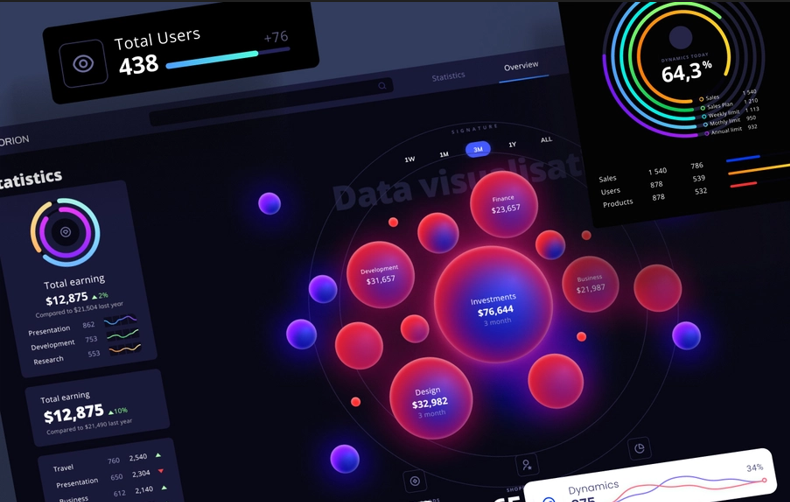 Total Users
438
+76
ORION
Statistics
Overview
SIGNATURE
1W
1M
3M
1Y
ALL
Data visualisat
tatistics
Total earning
$12,875 ▲2%
Compared to $21,504 last year
Presentation 862
Development 753
Research 553
Total earning
$12,875 ▲10%
Compared to $21,490 last year
Travel 760 2,540 ▲
Presentation 650 2,304 ▼
Business 612 2,140 ▲
Finance
$23,657
Development
$31,657
Investments
$76,644
3 month
Business
$21,987
Design
$32,982
3 month
DYNAMICS TODAY
64,3%
Sales 1 540
Sales Plan 1 210
Weekly limit 1 113
Monthly limit 950
Annual limit 932
Sales 1 540 786
Users 878 539
Products 878 532
Dynamics
34%